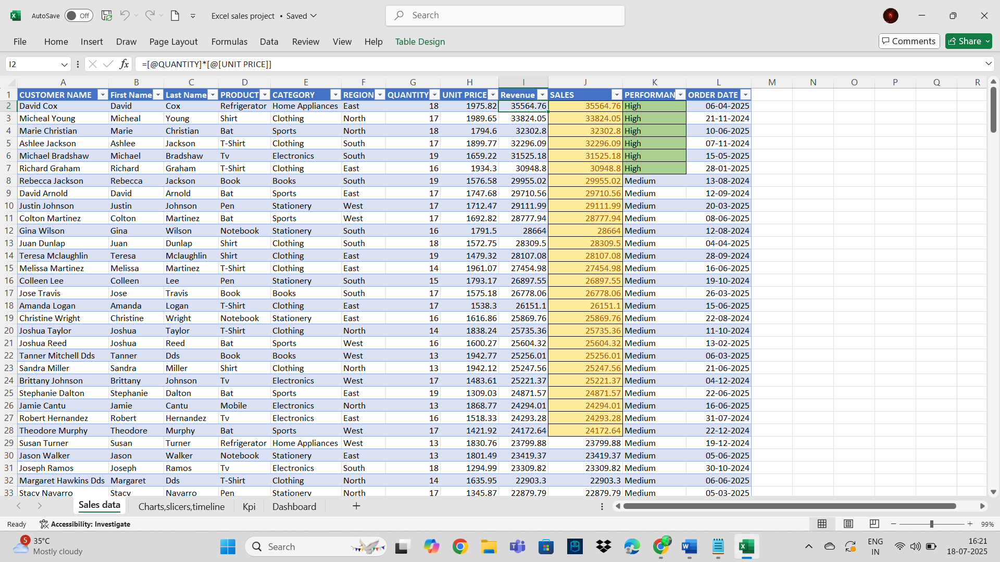 AutoSave Off Excel sales project • Saved Search
File Home Insert Draw Page Layout Formulas Data Review View Help Table Design Comments Share
I2 fx =[@QUANTITY]*[@[UNIT PRICE]]
A B C D E F G H I J K L M N O P Q R
1 CUSTOMER NAME First Name Last Name PRODUCT CATEGORY REGION QUANTITY UNIT PRICE Revenue SALES PERFORMAN ORDER DATE
2 David Cox David Cox Refrigerator Home Appliances East 18 1975.82 35564.76 35564.76 High 06-04-2025
3 Micheal Young Micheal Young Shirt Clothing North 17 1989.65 33824.05 33824.05 High 21-11-2024
4 Marie Christian Marie Christian Bat Sports North 18 1794.6 32302.8 32302.8 High 10-06-2025
5 Ashlee Jackson Ashlee Jackson T-Shirt Clothing South 17 1899.77 32296.09 32296.09 High 07-11-2024
6 Michael Bradshaw Michael Bradshaw Tv Electronics South 19 1659.22 31525.18 31525.18 High 15-05-2025
7 Richard Graham Richard Graham T-Shirt Clothing East 16 1934.3 30948.8 30948.8 High 28-01-2025
8 Rebecca Jackson Rebecca Jackson Book Books South 19 1576.58 29955.02 29955.02 Medium 13-08-2024
9 David Arnold David Arnold Bat Sports East 17 1747.68 29710.56 29710.56 Medium 12-09-2024
10 Justin Johnson Justin Johnson Pen Stationery West 17 1712.47 29111.99 29111.99 Medium 20-03-2025
11 Colton Martinez Colton Martinez Bat Sports West 17 1692.82 28777.94 28777.94 Medium 08-06-2025
12 Gina Wilson Gina Wilson Notebook Stationery South 16 1791.5 28664 28664 Medium 12-08-2024
13 Juan Dunlap Juan Dunlap Shirt Clothing South 18 1572.75 28309.5 28309.5 Medium 04-04-2025
14 Teresa Mclaughlin Teresa Mclaughlin Shirt Clothing East 19 1479.32 28107.08 28107.08 Medium 28-09-2024
15 Melissa Martinez Melissa Martinez T-Shirt Clothing East 14 1961.07 27454.98 27454.98 Medium 16-06-2025
16 Colleen Lee Colleen Lee Pen Stationery South 15 1793.17 26897.55 26897.55 Medium 19-10-2024
17 Jose Travis Jose Travis Book Books South 17 1575.18 26778.06 26778.06 Medium 26-03-2025
18 Amanda Logan Amanda Logan T-Shirt Clothing East 17 1538.3 26151.1 26151.1 Medium 15-06-2025
19 Christine Wright Christine Wright Notebook Stationery East 16 1616.86 25869.76 25869.76 Medium 22-08-2024
20 Joshua Taylor Joshua Taylor T-Shirt Clothing North 14 1838.24 25735.36 25735.36 Medium 11-10-2024
21 Joshua Reed Joshua Reed Bat Sports West 16 1600.27 25604.32 25604.32 Medium 13-02-2025
22 Tanner Mitchell Dds Tanner Dds Book Books West 13 1942.77 25256.01 25256.01 Medium 06-03-2025
23 Sandra Miller Sandra Miller Shirt Clothing North 13 1942.12 25247.56 25247.56 Medium 21-06-2025
24 Brittany Johnson Brittany Johnson Tv Electronics West 17 1483.61 25221.37 25221.37 Medium 04-12-2024
25 Stephanie Dalton Stephanie Dalton Bat Sports East 19 1309.03 24871.57 24871.57 Medium 22-06-2025
26 Jamie Cantu Jamie Cantu Mobile Electronics North 13 1868.77 24294.01 24294.01 Medium 16-06-2025
27 Robert Hernandez Robert Hernandez Tv Electronics East 16 1518.33 24293.28 24293.28 Medium 31-07-2024
28 Theodore Murphy Theodore Murphy Bat Sports West 17 1421.92 24172.64 24172.64 Medium 22-12-2024
29 Susan Turner Susan Turner Refrigerator Home Appliances West 13 1830.76 23799.88 23799.88 Medium 19-12-2024
30 Jason Walker Jason Walker Notebook Stationery East 13 1801.49 23419.37 23419.37 Medium 05-06-2025
31 Joseph Ramos Joseph Ramos Tv Electronics South 18 1294.99 23309.82 23309.82 Medium 30-10-2024
32 Margaret Hawkins Dds Margaret Dds T-Shirt Clothing North 14 1635.95 22903.3 22903.3 Medium 06-06-2025
33 Stacy Navarro Stacy Navarro Pen Stationery North 17 1345.87 22879.79 22879.79 Medium 05-03-2025
Sales data Charts,slicers,timeline Kpi Dashboard
Ready Accessibility: Investigate 99%
5 35°C Mostly cloudy Search ENG IN 16:21 18-07-2025